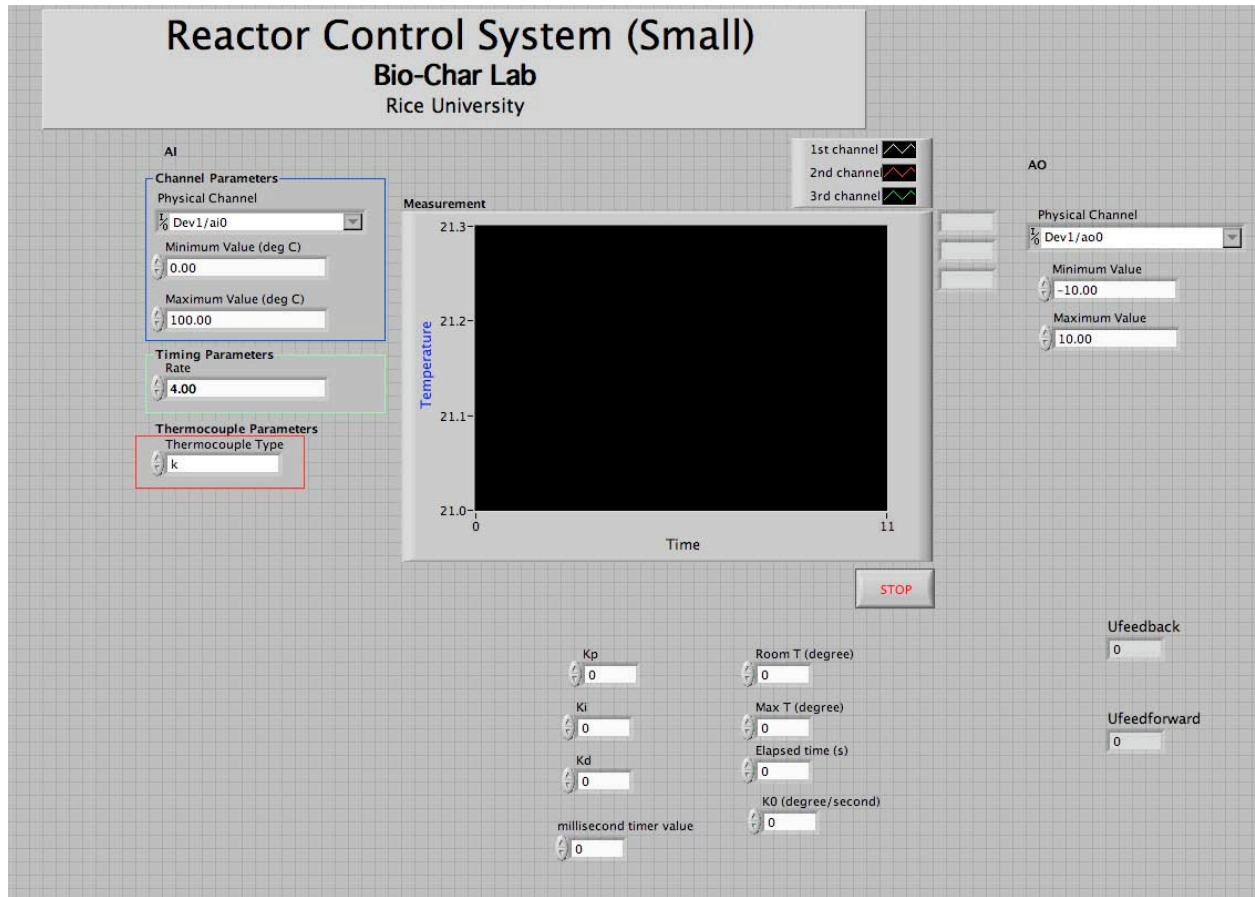 Reactor Control System (Small)
Bio-Char Lab
Rice University
AI
Channel Parameters
Physical Channel
I/O Dev1/ai0
Minimum Value (deg C)
0.00
Maximum Value (deg C)
100.00
Timing Parameters
Rate
4.00
Thermocouple Parameters
Thermocouple Type
k
1st channel
2nd channel
3rd channel
Measurement
21.3
21.2
21.1
21.0
Temperature
0
11
Time
STOP
AO
Physical Channel
I/O Dev1/ao0
Minimum Value
-10.00
Maximum Value
10.00
Kp
0
Ki
0
Kd
0
millisecond timer value
0
Room T (degree)
0
Max T (degree)
0
Elapsed time (s)
0
K0 (degree/second)
0
Ufeedback
0
Ufeedforward
0